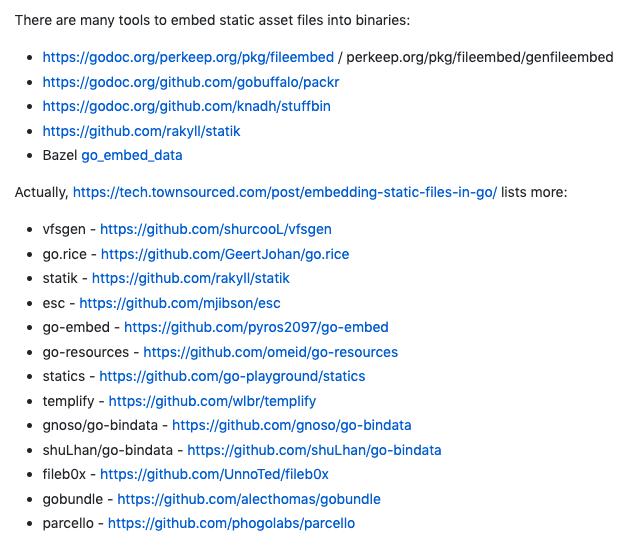 There are many tools to embed static asset files into binaries:
• https://godoc.org/perkeep.org/pkg/fileembed / perkeep.org/pkg/fileembed/genfileembed
• https://godoc.org/github.com/gobuffalo/packr
• https://godoc.org/github.com/knadh/stuffbin
• https://github.com/rakyll/statik
• Bazel go_embed_data
Actually, https://tech.townsourced.com/post/embedding-static-files-in-go/ lists more:
• vfsgen - https://github.com/shurcooL/vfsgen
• go.rice - https://github.com/GeertJohan/go.rice
• statik - https://github.com/rakyll/statik
• esc - https://github.com/mjibson/esc
• go-embed - https://github.com/pyros2097/go-embed
• go-resources - https://github.com/omeid/go-resources
• statics - https://github.com/go-playground/statics
• templify - https://github.com/wlbr/templify
• gnoso/go-bindata - https://github.com/gnoso/go-bindata
• shuLhan/go-bindata - https://github.com/shuLhan/go-bindata
• fileb0x - https://github.com/UnnoTed/fileb0x
• gobundle - https://github.com/alecthomas/gobundle
• parcello - https://github.com/phogolabs/parcello